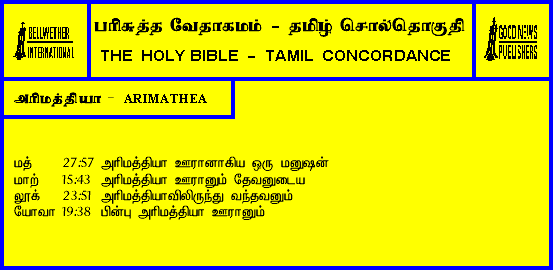 BELLWETHER
INTERNATIONAL
பரிசுத்த வேதாகமம் - தமிழ் சொல்தொகுதி
THE HOLY BIBLE - TAMIL CONCORDANCE
GOOD NEWS
PUBLISHERS
அரிமத்தியா - ARIMATHEA
மத் 27:57 அரிமத்தியா ஊரானாகிய ஒரு மனுஷன்
மாற் 15:43 அரிமத்தியா ஊரானும் தேவனுடைய
லூக் 23:51 அரிமத்தியாவிலிருந்து வந்தவனும்
யோவா 19:38 பின்பு அரிமத்தியா ஊரானும்